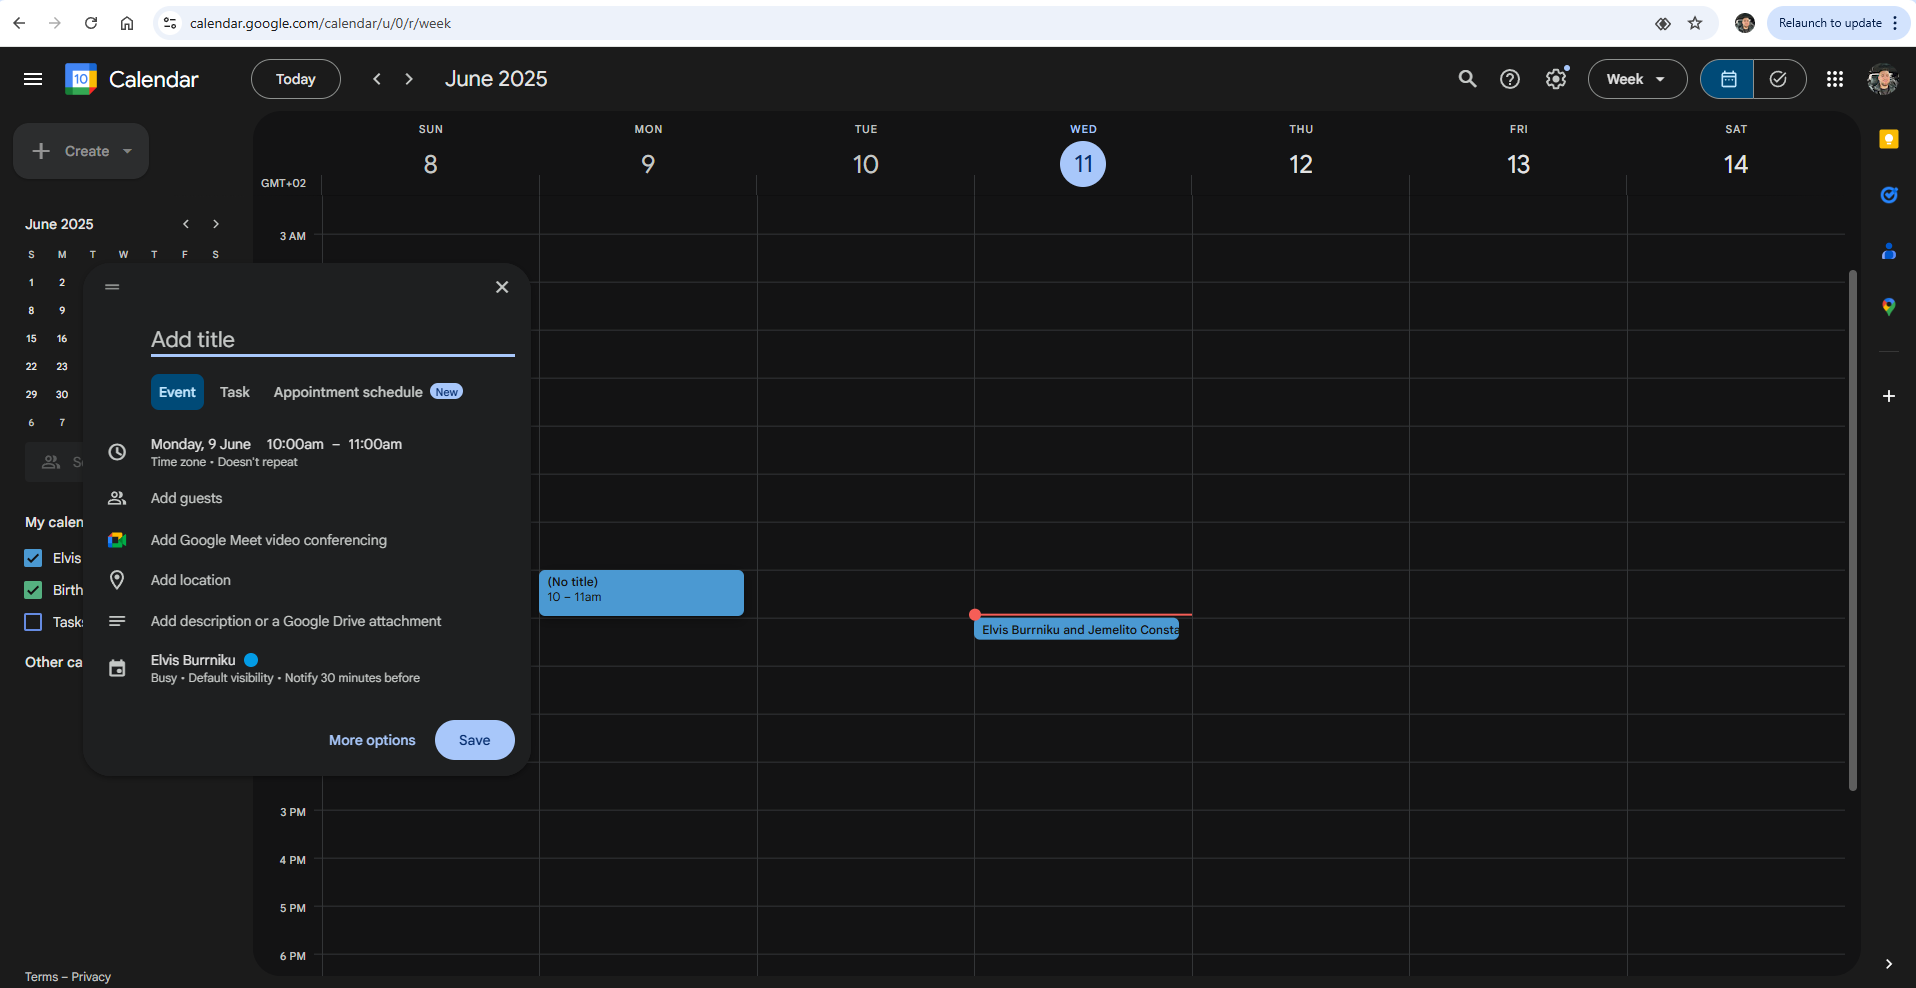 calendar.google.com/calendar/u/0/r/week
Relaunch to update
10
Calendar
Today
June 2025
Week
Create
GMT+02
SUN
8
MON
9
TUE
10
WED
11
THU
12
FRI
13
SAT
14
June 2025
S M T W T F S
1 2
8 9
15 16
22 23
29 30
6 7
My calen
Elvis
Birth
Tasks
Other ca
Add title
Event Task Appointment schedule New
Monday, 9 June 10:00am – 11:00am
Time zone • Doesn't repeat
Add guests
Add Google Meet video conferencing
Add location
Add description or a Google Drive attachment
Elvis Burrniku
Busy • Default visibility • Notify 30 minutes before
More options Save
3 AM
(No title)
10 – 11am
Elvis Burrniku and Jemelito Consta
3 PM
4 PM
5 PM
6 PM
Terms – Privacy